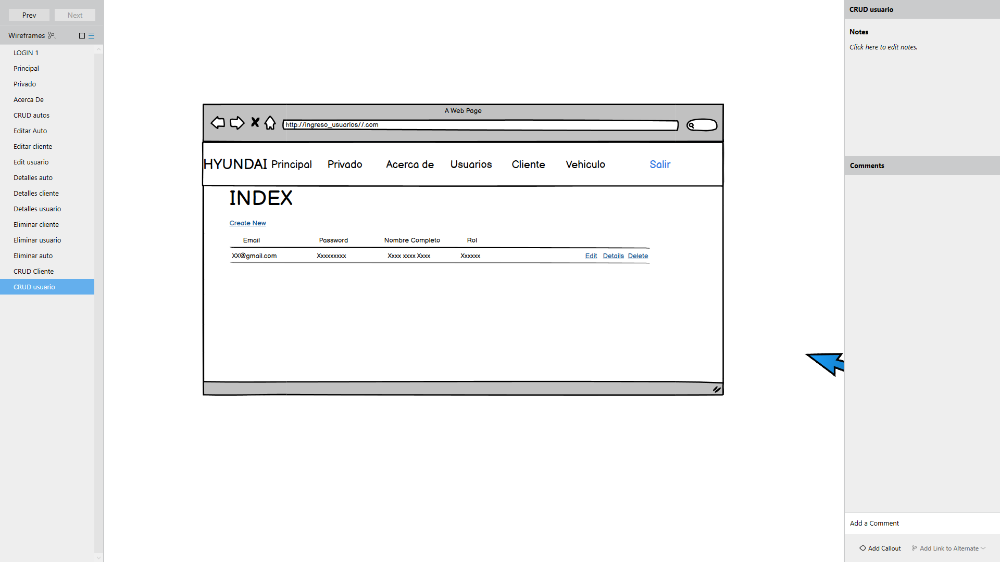 Prev Next
Wireframes
LOGIN 1
Principal
Privado
Acerca De
CRUD autos
Editar Auto
Editar cliente
Edit usuario
Detalles auto
Detalles cliente
Detalles usuario
Eliminar cliente
Eliminar usuario
Eliminar auto
CRUD Cliente
CRUD usuario
A Web Page
http://ingreso_usuarios//.com
HYUNDAI Principal Privado Acerca de Usuarios Cliente Vehiculo Salir
INDEX
Create New
Email Password Nombre Completo Rol
XX@gmail.com Xxxxxxxxx Xxxx xxxx Xxxx Xxxxxx Edit Details Delete
CRUD usuario
Notes
Click here to edit notes.
Comments
Add a Comment
Add Callout Add Link to Alternate